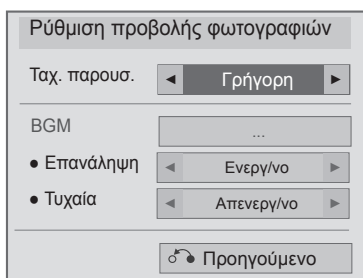 Ρύθμιση προβολής φωτογραφιών
Ταχ. παρουσ. ◄ Γρήγορη ►
BGM ...
● Επανάληψη ◄ Ενεργ/νο ►
● Τυχαία ◄ Απενεργ/νο ►
Προηγούμενο